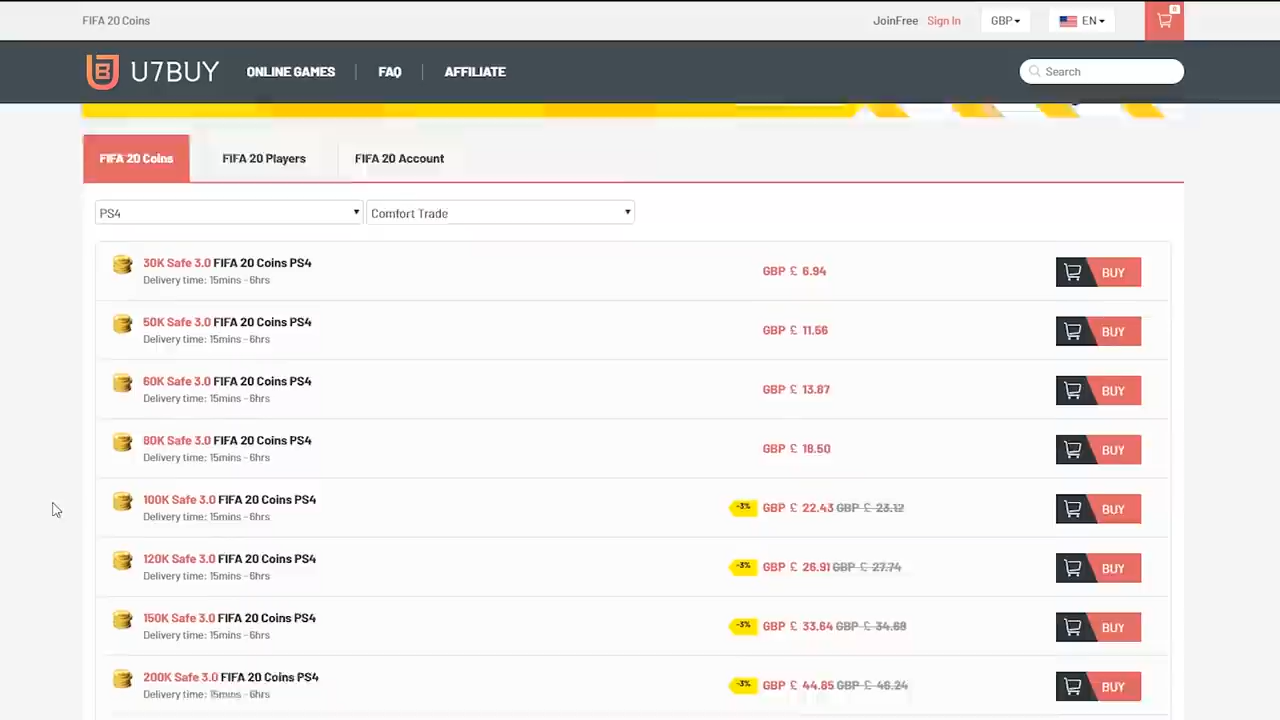 FIFA 20 Coins
JoinFree Sign In GBP EN 0
U7BUY ONLINE GAMES FAQ AFFILIATE Search
FIFA 20 Coins FIFA 20 Players FIFA 20 Account
PS4 Comfort Trade
30K Safe 3.0 FIFA 20 Coins PS4
Delivery time: 15mins - 6hrs
GBP £ 6.94 BUY
50K Safe 3.0 FIFA 20 Coins PS4
Delivery time: 15mins - 6hrs
GBP £ 11.56 BUY
60K Safe 3.0 FIFA 20 Coins PS4
Delivery time: 15mins - 6hrs
GBP £ 13.87 BUY
80K Safe 3.0 FIFA 20 Coins PS4
Delivery time: 15mins - 6hrs
GBP £ 18.50 BUY
100K Safe 3.0 FIFA 20 Coins PS4
Delivery time: 15mins - 6hrs
-3% GBP £ 22.43 GBP £ 23.12 BUY
120K Safe 3.0 FIFA 20 Coins PS4
Delivery time: 15mins - 6hrs
-3% GBP £ 26.91 GBP £ 27.74 BUY
150K Safe 3.0 FIFA 20 Coins PS4
Delivery time: 15mins - 6hrs
-3% GBP £ 33.64 GBP £ 34.68 BUY
200K Safe 3.0 FIFA 20 Coins PS4
Delivery time: 15mins - 6hrs
-3% GBP £ 44.85 GBP £ 46.24 BUY